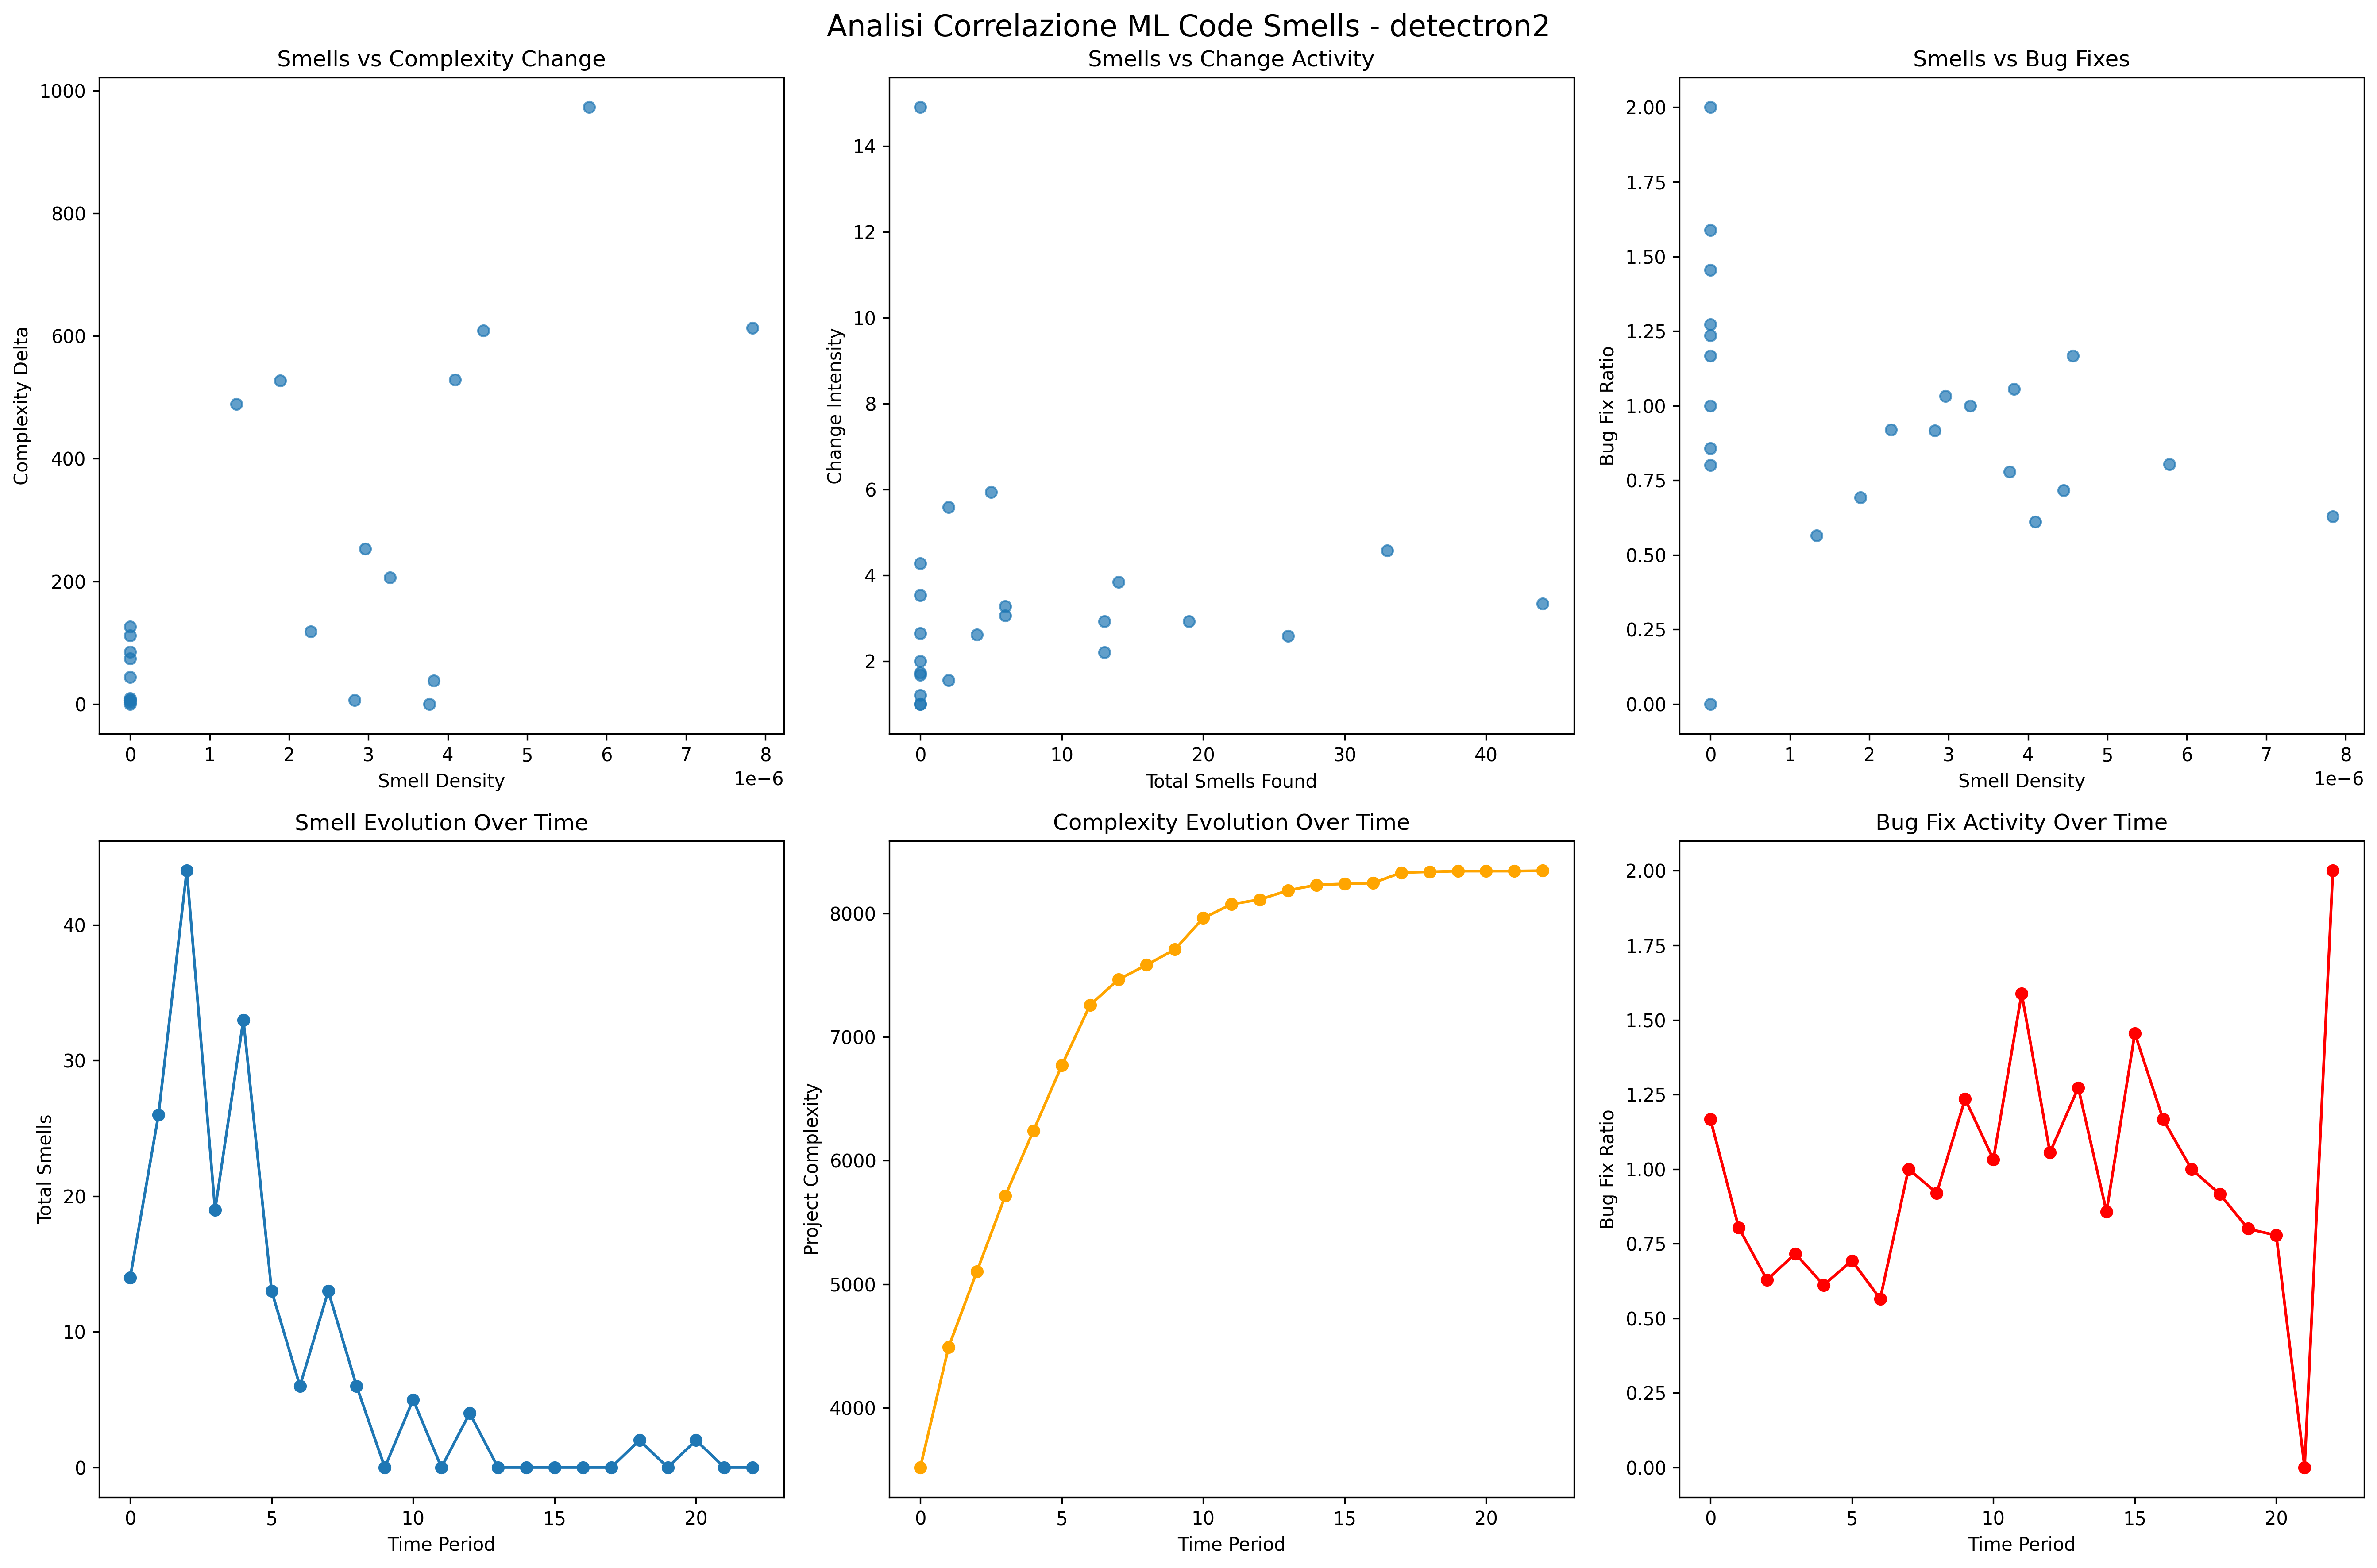 Analisi Correlazione ML Code Smells - detectron2
Smells vs Complexity Change
Complexity Delta
1000
800
600
400
200
0
0 1 2 3 4 5 6 7 8
1e−6
Smell Density
Smells vs Change Activity
Change Intensity
14
12
10
8
6
4
2
0 10 20 30 40
Total Smells Found
Smells vs Bug Fixes
Bug Fix Ratio
2.00
1.75
1.50
1.25
1.00
0.75
0.50
0.25
0.00
0 1 2 3 4 5 6 7 8
1e−6
Smell Density
Smell Evolution Over Time
Total Smells
40
30
20
10
0
0 5 10 15 20
Time Period
Complexity Evolution Over Time
Project Complexity
8000
7000
6000
5000
4000
0 5 10 15 20
Time Period
Bug Fix Activity Over Time
Bug Fix Ratio
2.00
1.75
1.50
1.25
1.00
0.75
0.50
0.25
0.00
0 5 10 15 20
Time Period